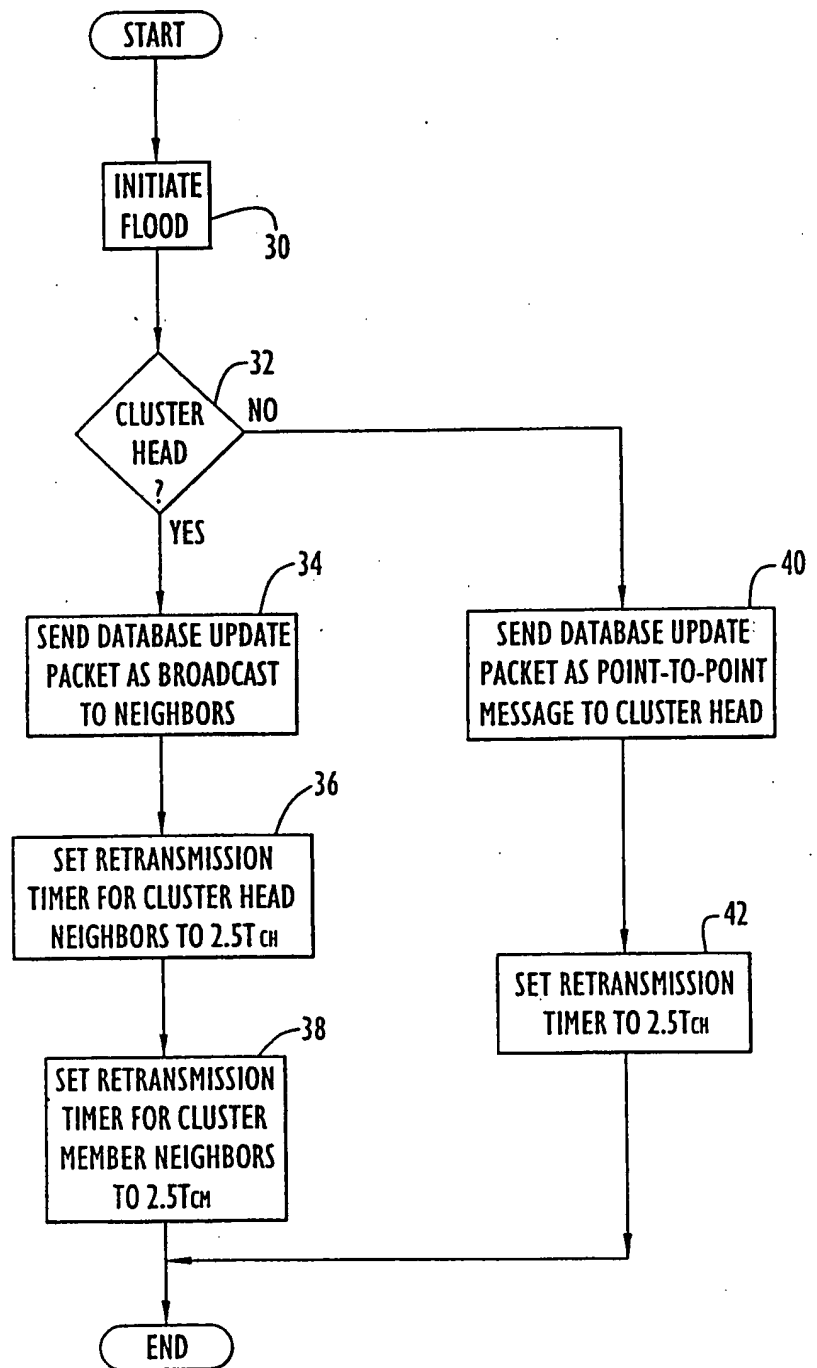 START
INITIATE
FLOOD
30
32
CLUSTER
HEAD
?
NO
YES
34
SEND DATABASE UPDATE
PACKET AS BROADCAST
TO NEIGHBORS
40
SEND DATABASE UPDATE
PACKET AS POINT-TO-POINT
MESSAGE TO CLUSTER HEAD
36
SET RETRANSMISSION
TIMER FOR CLUSTER HEAD
NEIGHBORS TO 2.5TCH
42
SET RETRANSMISSION
TIMER TO 2.5TCH
38
SET RETRANSMISSION
TIMER FOR CLUSTER
MEMBER NEIGHBORS
TO 2.5TCM
END